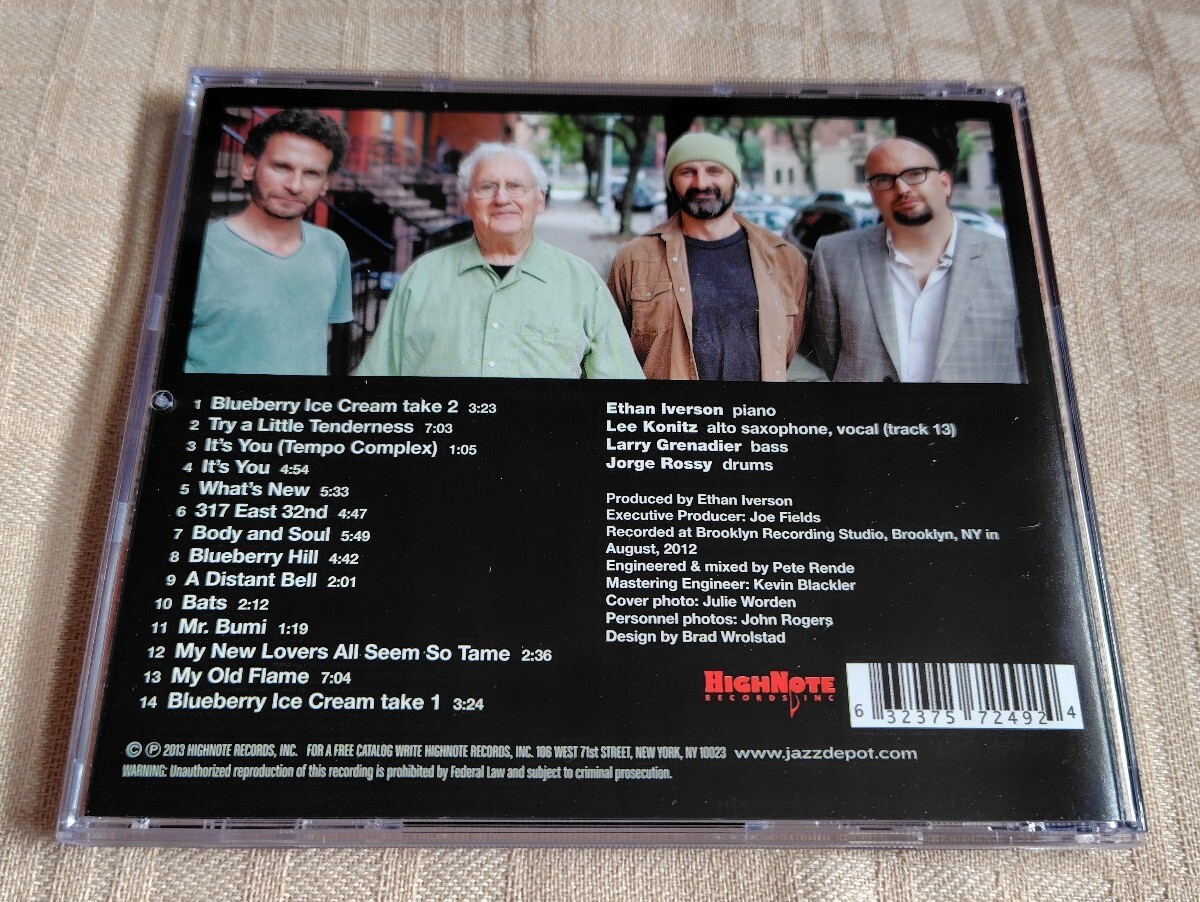 1 Blueberry Ice Cream take 2 3:23
2 Try a Little Tenderness 7:03
3 It's You (Tempo Complex) 1:05
4 It's You 4:54
5 What's New 5:33
6 317 East 32nd 4:47
7 Body and Soul 5:49
8 Blueberry Hill 4:42
9 A Distant Bell 2:01
10 Bats 2:12
11 Mr. Bumi 1:19
12 My New Lovers All Seem So Tame 2:36
13 My Old Flame 7:04
14 Blueberry Ice Cream take 1 3:24
Ethan Iverson piano
Lee Konitz alto saxophone, vocal (track 13)
Larry Grenadier bass
Jorge Rossy drums
Produced by Ethan Iverson
Executive Producer: Joe Fields
Recorded at Brooklyn Recording Studio, Brooklyn, NY in
August, 2012
Engineered & mixed by Pete Rende
Mastering Engineer: Kevin Blackler
Cover photo: Julie Worden
Personnel photos: John Rogers
Design by Brad Wrolstad
HIGHNOTE
RECORDS, INC
6 32375 72492 4
© ℗ 2013 HIGHNOTE RECORDS, INC. FOR A FREE CATALOG WRITE HIGHNOTE RECORDS, INC. 106 WEST 71st STREET, NEW YORK, NY 10023 www.jazzdepot.com
WARNING: Unauthorized reproduction of this recording is prohibited by Federal Law and subject to criminal prosecution.